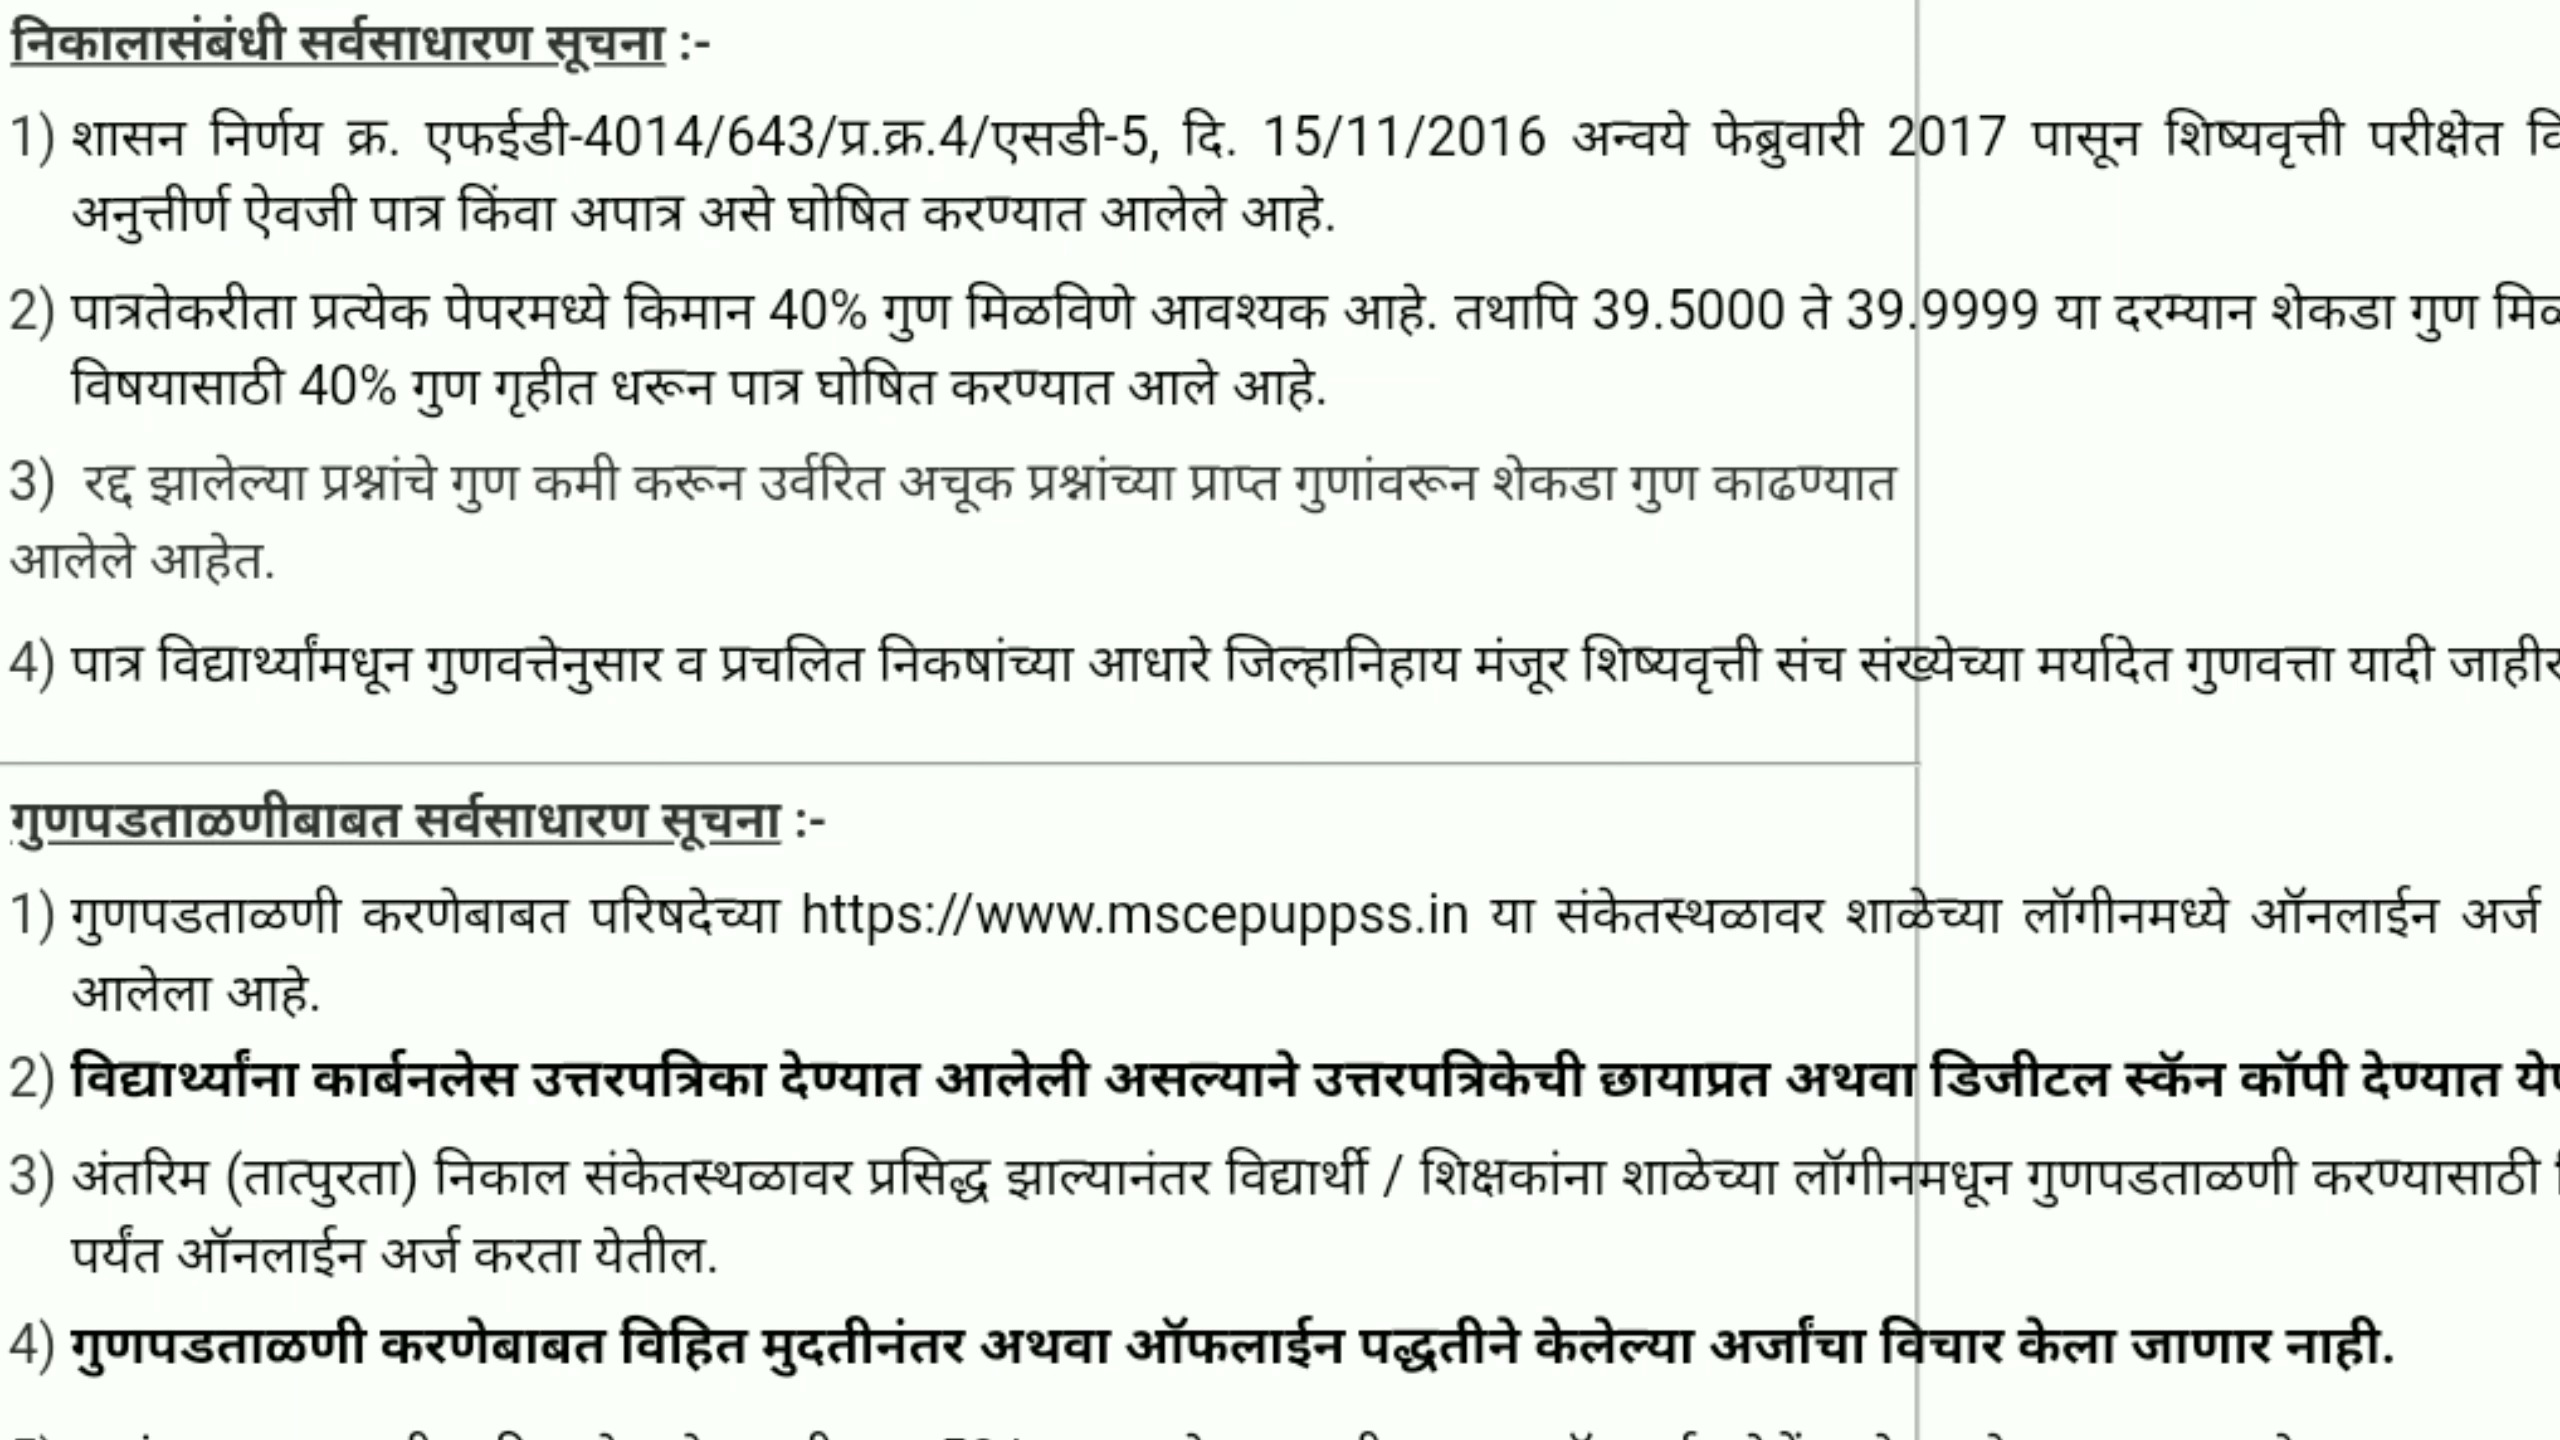 निकालासंबंधी सर्वसाधारण सूचना :-
1) शासन निर्णय क्र. एफईडी-4014/643/प्र.क्र.4/एसडी-5, दि. 15/11/2016 अन्वये फेब्रुवारी 2017 पासून शिष्यवृत्ती परीक्षेत
अनुत्तीर्ण ऐवजी पात्र किंवा अपात्र असे घोषित करण्यात आलेले आहे.
2) पात्रतेकरीता प्रत्येक पेपरमध्ये किमान 40% गुण मिळविणे आवश्यक आहे. तथापि 39.5000 ते 39.9999 या दरम्यान शेकडा गुण
विषयासाठी 40% गुण गृहीत धरून पात्र घोषित करण्यात आले आहे.
3) रद्द झालेल्या प्रश्नांचे गुण कमी करून उर्वरित अचूक प्रश्नांच्या प्राप्त गुणांवरून शेकडा गुण काढण्यात
आलेले आहेत.
4) पात्र विद्यार्थ्यांमधून गुणवत्तेनुसार व प्रचलित निकषांच्या आधारे जिल्हानिहाय मंजूर शिष्यवृत्ती संच संख्येच्या मर्यादेत गुणवत्ता यादी
गुणपडताळणीबाबत सर्वसाधारण सूचना :-
1) गुणपडताळणी करणेबाबत परिषदेच्या https://www.mscepuppss.in या संकेतस्थळावर शाळेच्या लॉगीनमध्ये ऑनलाईन अर्ज
आलेला आहे.
2) विद्यार्थ्यांना कार्बनलेस उत्तरपत्रिका देण्यात आलेली असल्याने उत्तरपत्रिकेची छायाप्रत अथवा डिजीटल स्कॅन कॉपी देण्यात
3) अंतरिम (तात्पुरता) निकाल संकेतस्थळावर प्रसिद्ध झाल्यानंतर विद्यार्थी / शिक्षकांना शाळेच्या लॉगीनमधून गुणपडताळणी करण्यासाठी
पर्यंत ऑनलाईन अर्ज करता येतील.
4) गुणपडताळणी करणेबाबत विहित मुदतीनंतर अथवा ऑफलाईन पद्धतीने केलेल्या अर्जांचा विचार केला जाणार नाही.